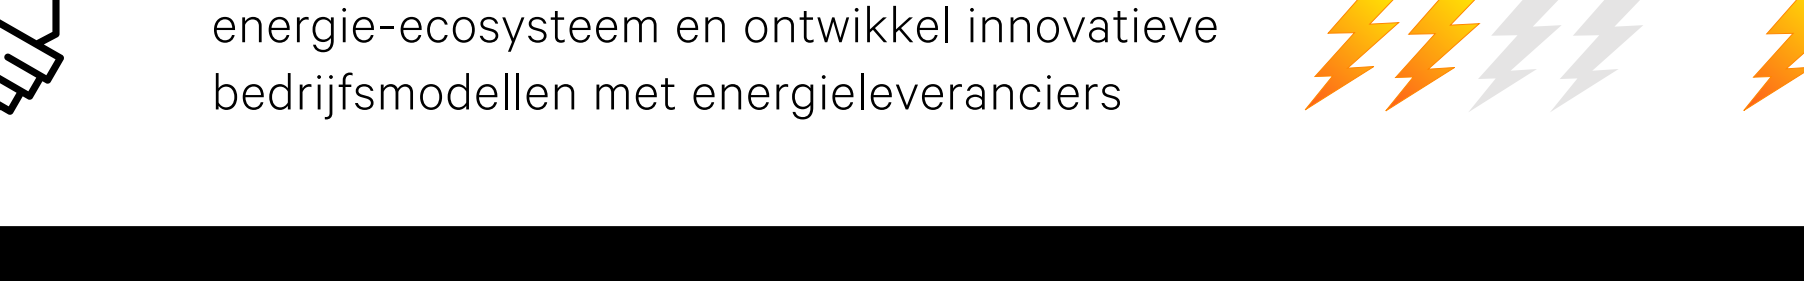 energie-ecosysteem en ontwikkel innovatieve
bedrijfsmodellen met energieleveranciers